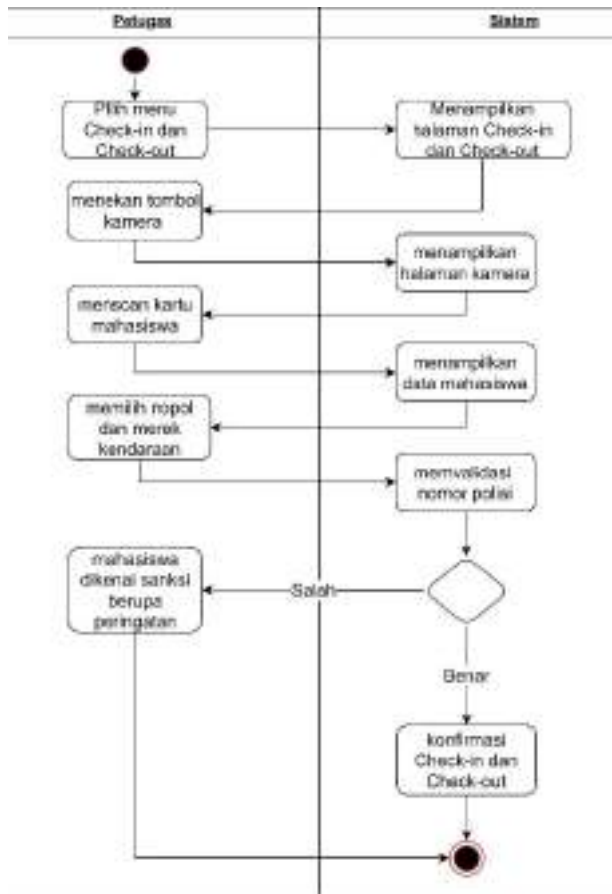 Petugas
Sistem
Pilih menu
Check-in dan
Check-out
Menampilkan
halaman Check-in
dan Check-out
menekan tombol
kamera
menampilkan
halaman kamera
menscan kartu
mahasiswa
menampilkan
data mahasiswa
memilih nopol
dan merek
kendaraan
memvalidasi
nomor polisi
mahasiswa
dikenai sanksi
berupa
peringatan
Salah
Benar
konfirmasi
Check-in dan
Check-out